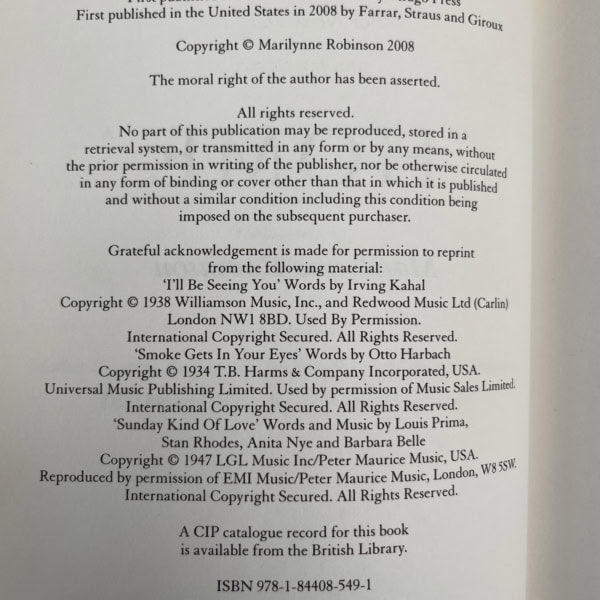 First published in the United States in 2008 by Farrar, Straus and Giroux
Copyright © Marilynne Robinson 2008
The moral right of the author has been asserted.
All rights reserved.
No part of this publication may be reproduced, stored in a
retrieval system, or transmitted in any form or by any means, without
the prior permission in writing of the publisher, nor be otherwise circulated
in any form of binding or cover other than that in which it is published
and without a similar condition including this condition being
imposed on the subsequent purchaser.
Grateful acknowledgement is made for permission to reprint
from the following material:
'I'll Be Seeing You' Words by Irving Kahal
Copyright © 1938 Williamson Music, Inc., and Redwood Music Ltd (Carlin)
London NW1 8BD. Used By Permission.
International Copyright Secured. All Rights Reserved.
'Smoke Gets In Your Eyes' Words by Otto Harbach
Copyright © 1934 T.B. Harms & Company Incorporated, USA.
Universal Music Publishing Limited. Used by permission of Music Sales Limited.
International Copyright Secured. All Rights Reserved.
'Sunday Kind Of Love' Words and Music by Louis Prima,
Stan Rhodes, Anita Nye and Barbara Belle
Copyright © 1947 LGL Music Inc/Peter Maurice Music, USA.
Reproduced by permission of EMI Music/Peter Maurice Music, London, W8 5SW.
International Copyright Secured. All Rights Reserved.
A CIP catalogue record for this book
is available from the British Library.
ISBN 978-1-84408-549-1